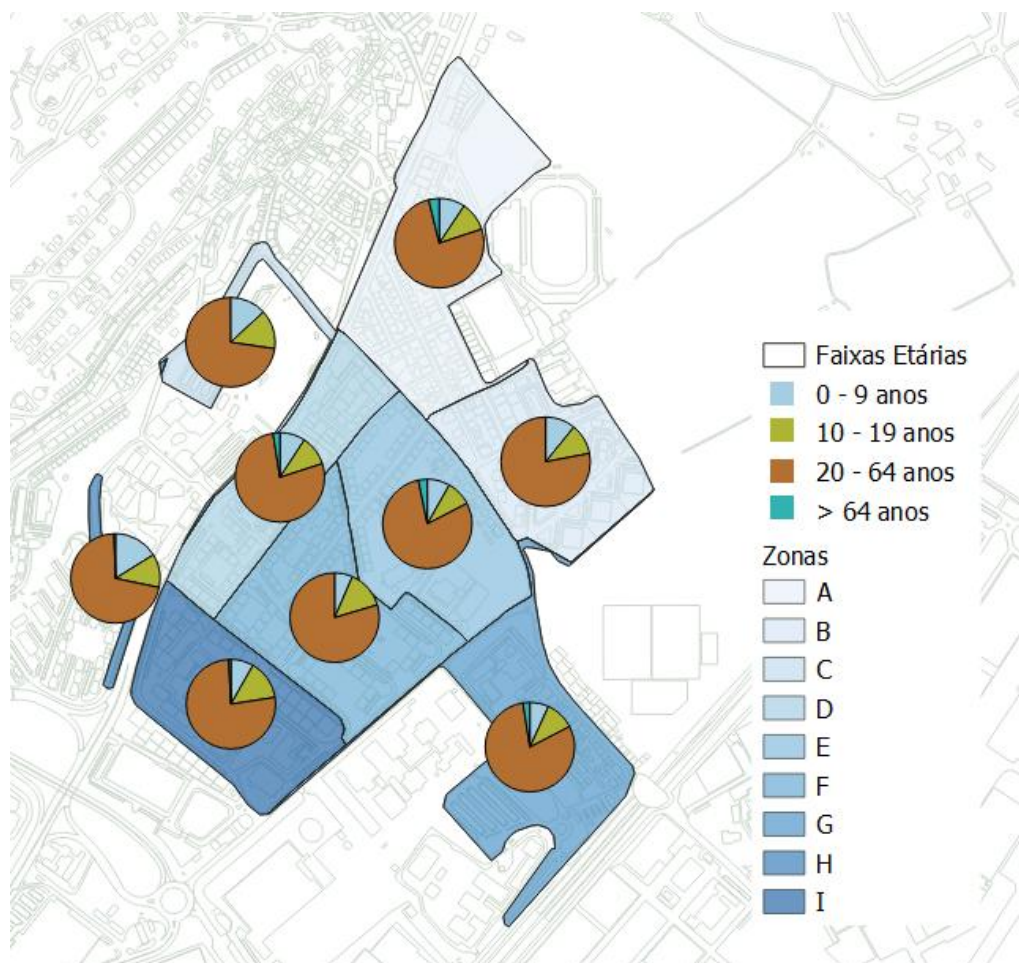 Faixas Etárias
0 - 9 anos
10 - 19 anos
20 - 64 anos
> 64 anos
Zonas
A
B
C
D
E
F
G
H
I